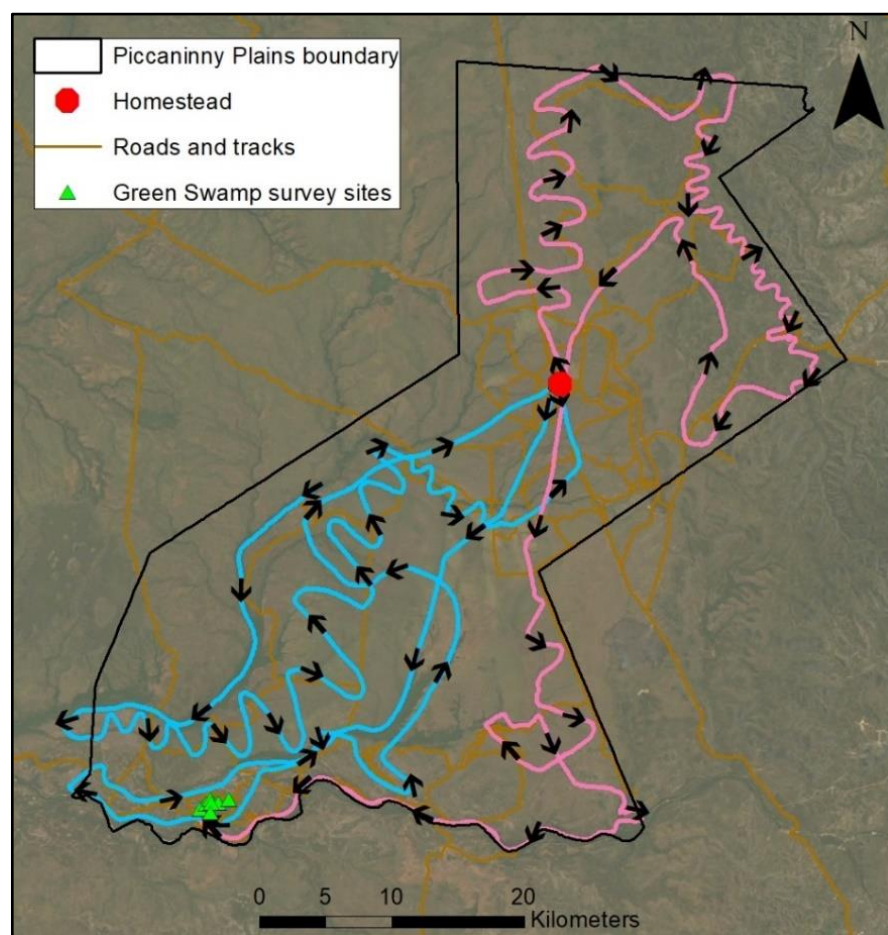 N
Piccaninny Plains boundary
Homestead
Roads and tracks
Green Swamp survey sites
0 5 10 20
Kilometers